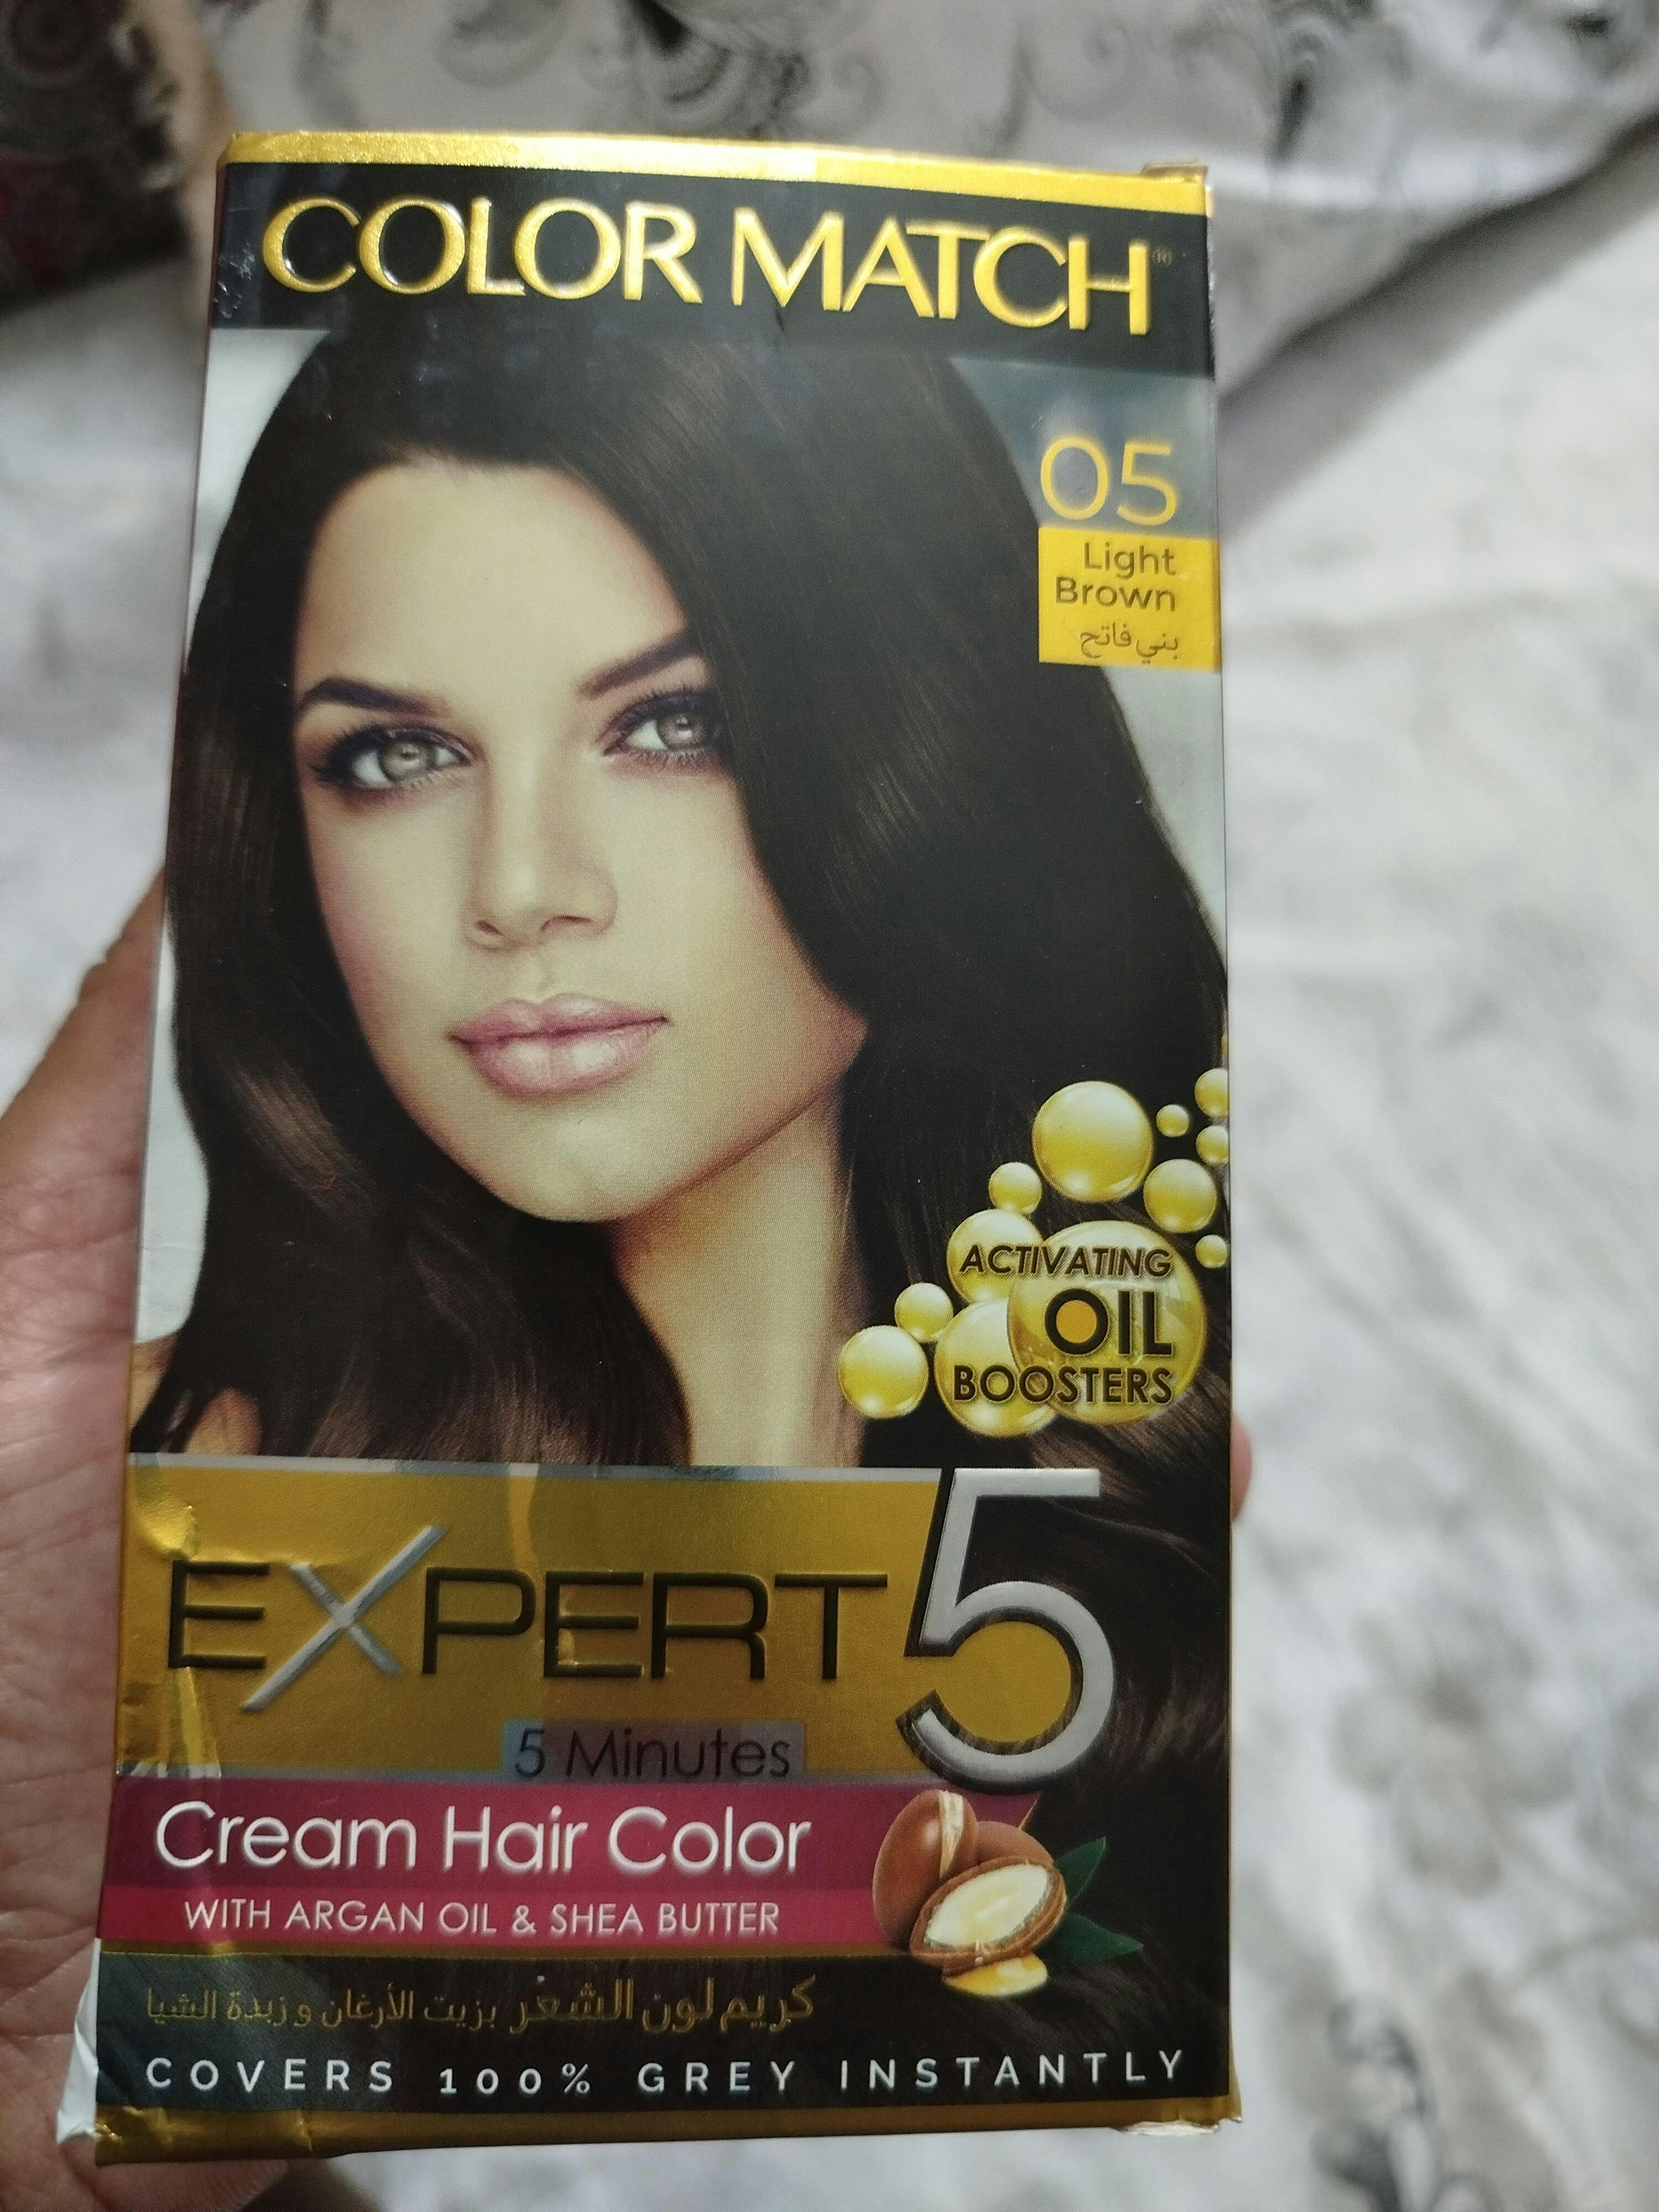 COLOR MATCH®
05
Light
Brown
بني فاتح
ACTIVATING
OIL
BOOSTERS
EXPERT 5
5 Minutes
Cream Hair Color
WITH ARGAN OIL & SHEA BUTTER
كريم لون الشعر بزيت الأرغان و زبدة الشيا
COVERS 100% GREY INSTANTLY